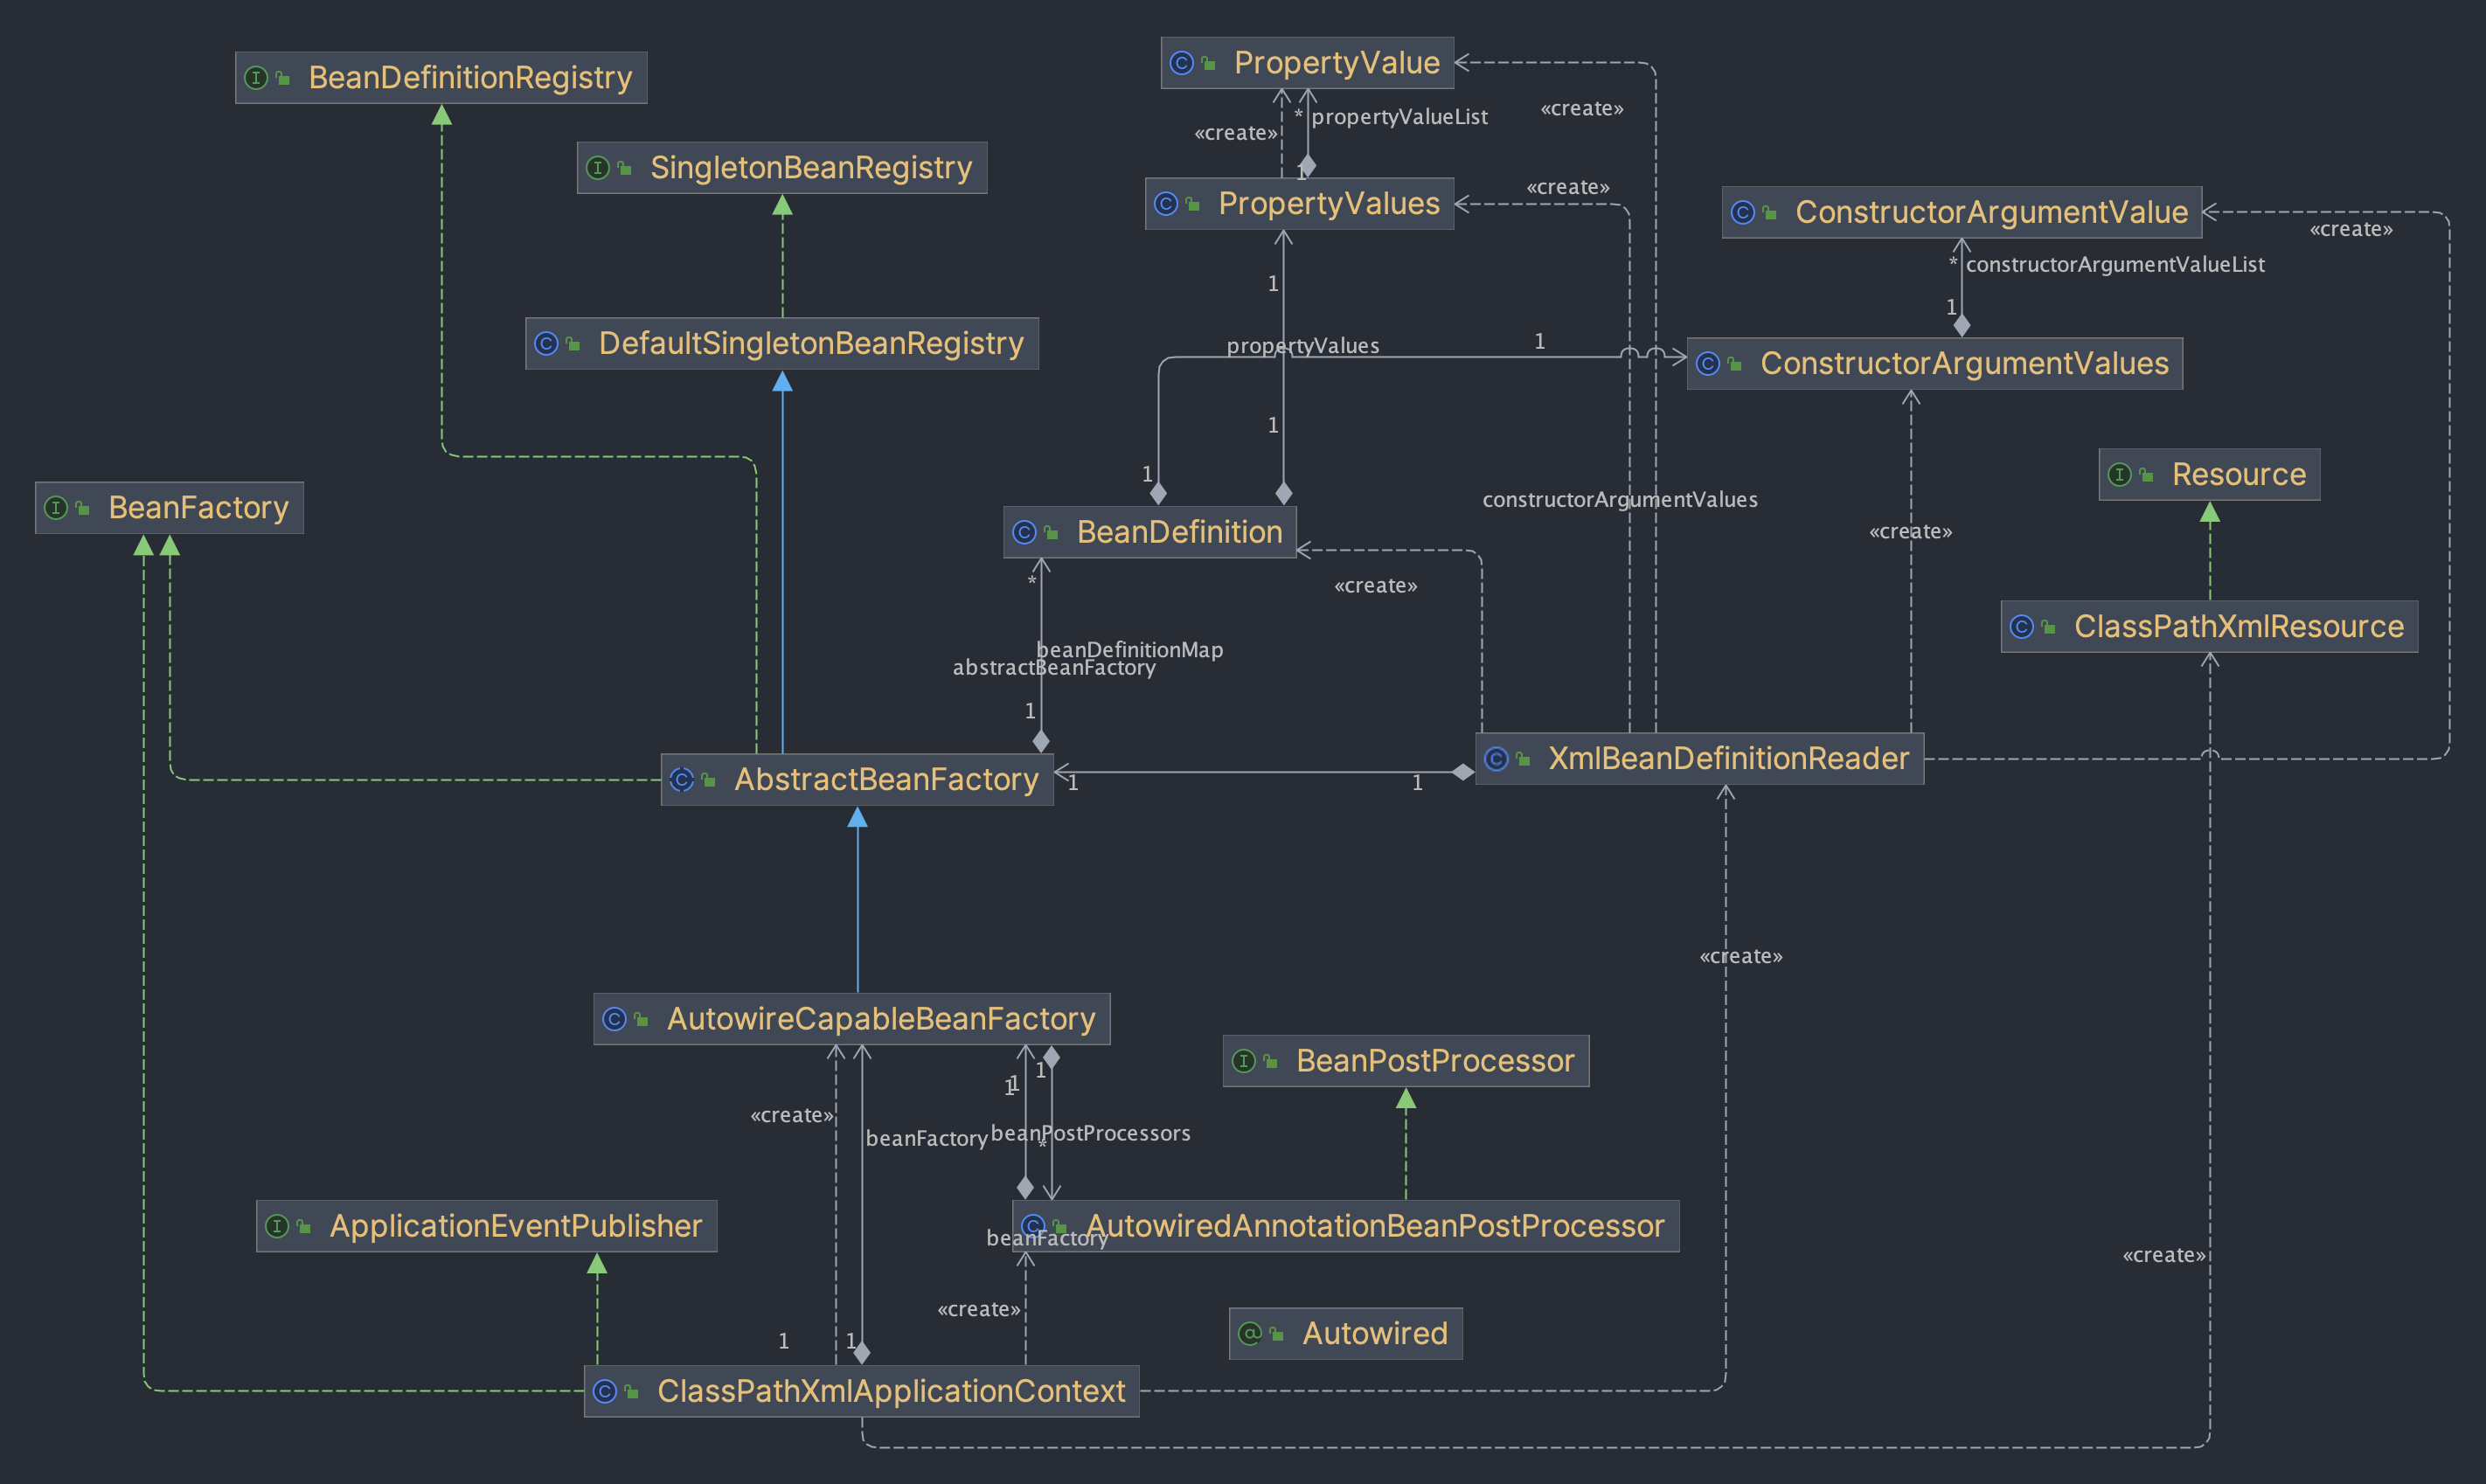 PropertyValue
BeanDefinitionRegistry
«create»
* propertyValueList
«create»
1
SingletonBeanRegistry
PropertyValues
«create»
ConstructorArgumentValue
«create»
* constructorArgumentValueList
1
1
DefaultSingletonBeanRegistry
propertyValues
1
ConstructorArgumentValues
1
1
Resource
BeanFactory
constructorArgumentValues
BeanDefinition
«create»
*
«create»
ClassPathXmlResource
beanDefinitionMap
abstractBeanFactory
1
XmlBeanDefinitionReader
AbstractBeanFactory
1
1
«create»
AutowireCapableBeanFactory
BeanPostProcessor
1
1
1
«create»
beanFactory
beanPostProcessors
*
ApplicationEventPublisher
AutowiredAnnotationBeanPostProcessor
beanFactory
«create»
«create»
Autowired
1
1
ClassPathXmlApplicationContext